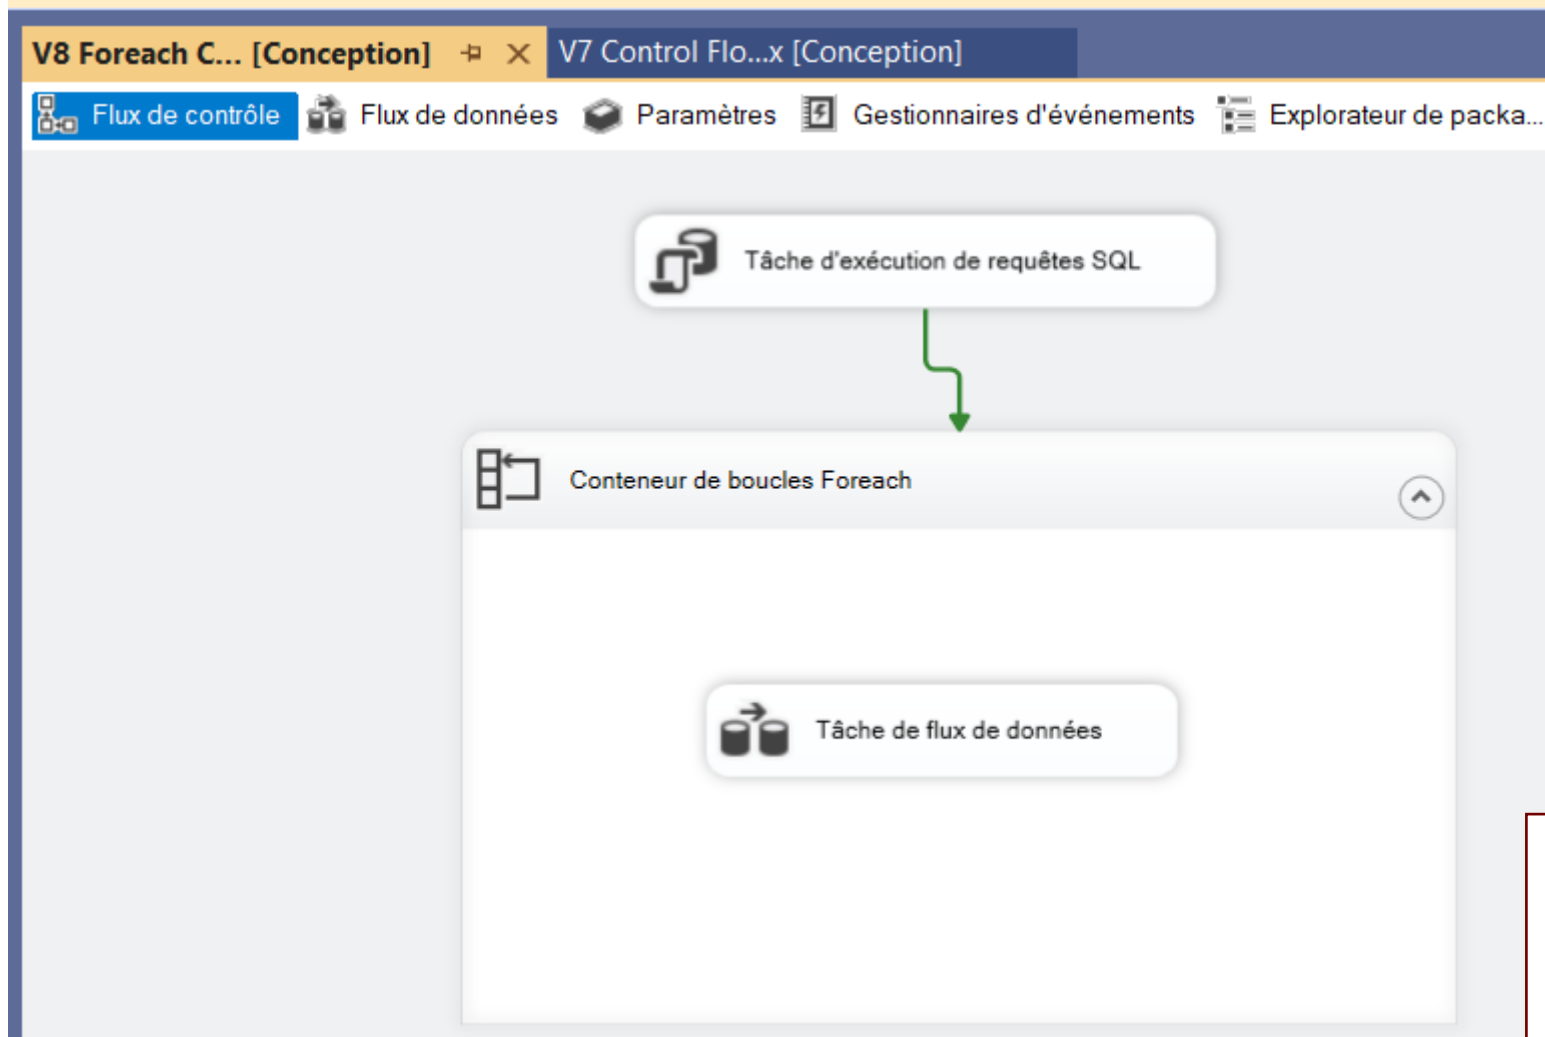 V8 Foreach C... [Conception] V7 Control Flo...x [Conception]
Flux de contrôle Flux de données Paramètres Gestionnaires d'événements Explorateur de packa...
Tâche d'exécution de requêtes SQL
Conteneur de boucles Foreach
Tâche de flux de données